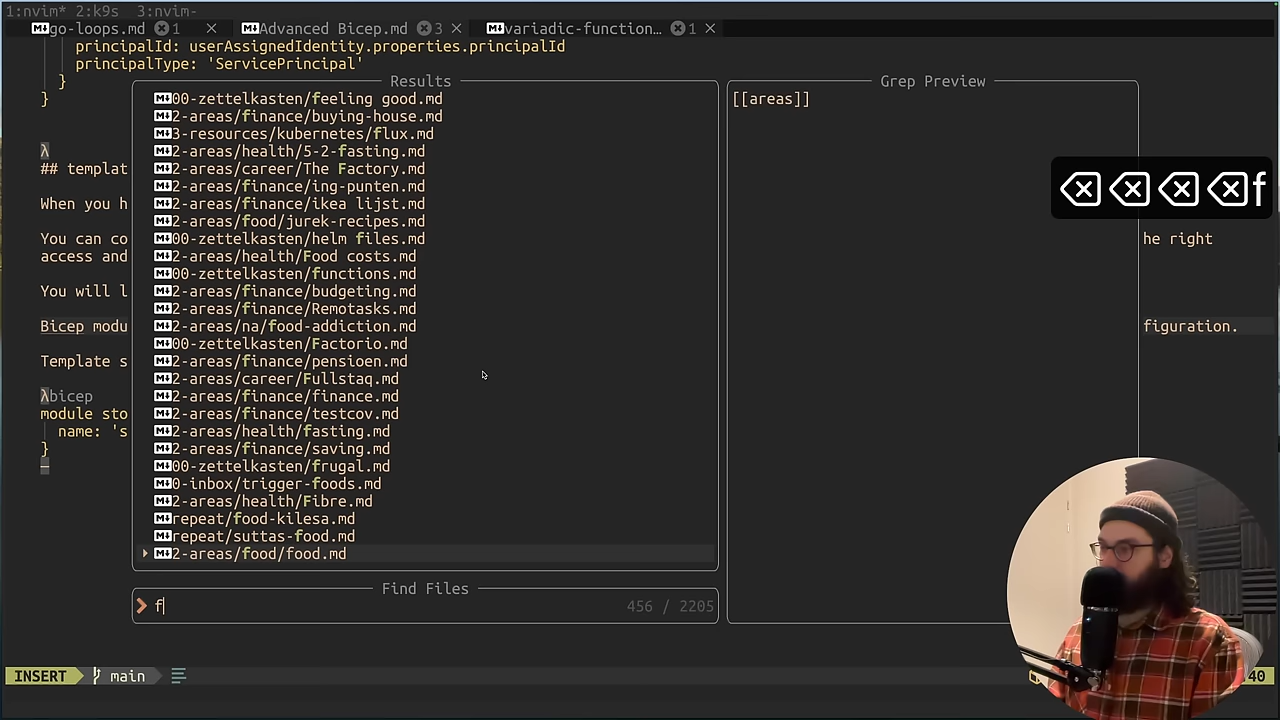 1:nvim* 2:k9s 3:nvim-
go-loops.md 1 Advanced Bicep.md 3 variadic-function… 1
principalId: userAssignedIdentity.properties.principalId
principalType: 'ServicePrincipal'
}
}
Results
Grep Preview
00-zettelkasten/feeling good.md
[[areas]]
2-areas/finance/buying-house.md
3-resources/kubernetes/flux.md
λ
2-areas/health/5-2-fasting.md
## templat
2-areas/career/The Factory.md
2-areas/finance/ing-punten.md
f
When you h
2-areas/finance/ikea lijst.md
2-areas/food/jurek-recipes.md
You can co
00-zettelkasten/helm files.md
he right
access and
2-areas/health/Food costs.md
00-zettelkasten/functions.md
You will l
2-areas/finance/budgeting.md
2-areas/finance/Remotasks.md
Bicep modu
2-areas/na/food-addiction.md
figuration.
00-zettelkasten/Factorio.md
Template s
2-areas/finance/pensioen.md
2-areas/career/Fullstaq.md
λbicep
2-areas/finance/finance.md
module sto
2-areas/finance/testcov.md
name: 's
2-areas/health/fasting.md
}
2-areas/finance/saving.md
00-zettelkasten/frugal.md
0-inbox/trigger-foods.md
2-areas/health/Fibre.md
repeat/food-kilesa.md
repeat/suttas-food.md
2-areas/food/food.md
Find Files
f
456 / 2205
INSERT main
40